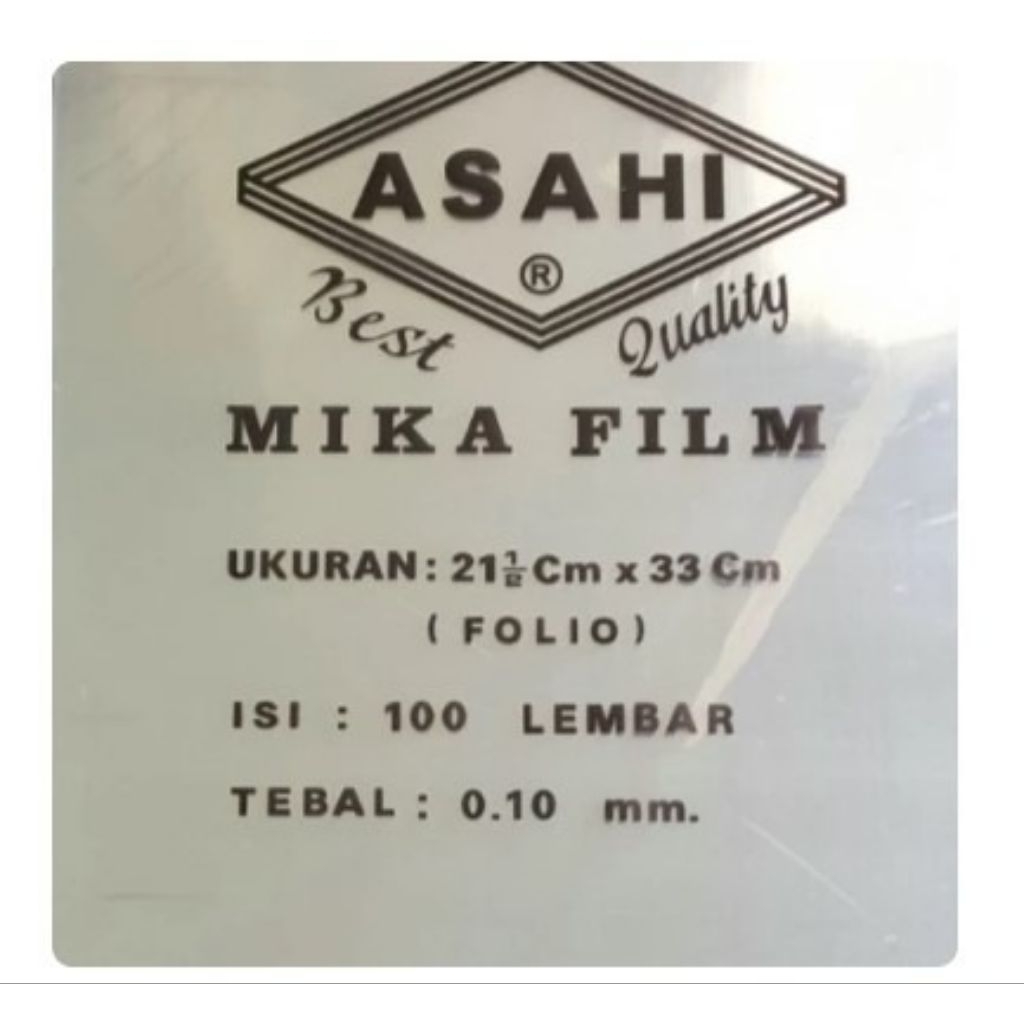 ASAHI
®
Best Quality
MIKA FILM
UKURAN: 21½ Cm x 33 Cm
( FOLIO )
ISI : 100 LEMBAR
TEBAL : 0.10 mm.